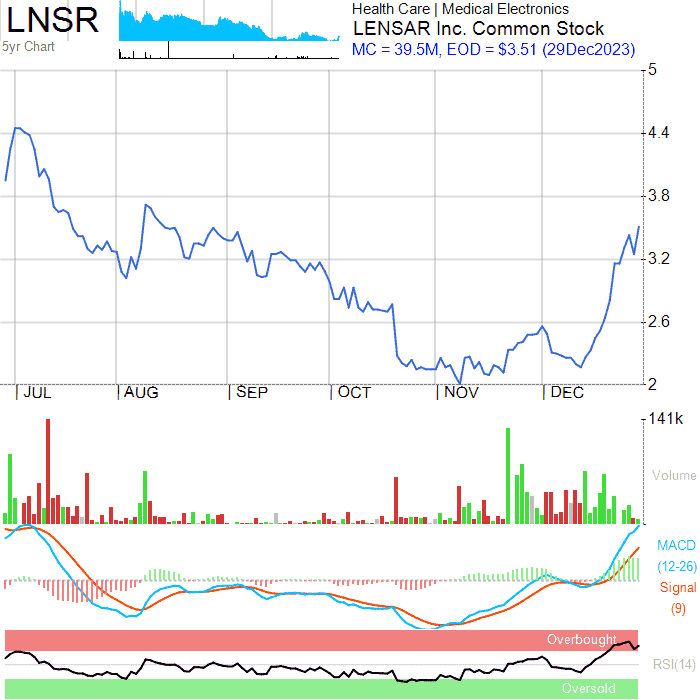 LNSR
5yr Chart
Health Care | Medical Electronics
LENSAR Inc. Common Stock
MC = 39.5M, EOD = $3.51 (29Dec2023)
5
4.4
3.8
3.2
2.6
2
JUL AUG SEP OCT NOV DEC
141k
Volume
MACD
(12-26)
Signal
(9)
Overbought
RSI(14)
Oversold